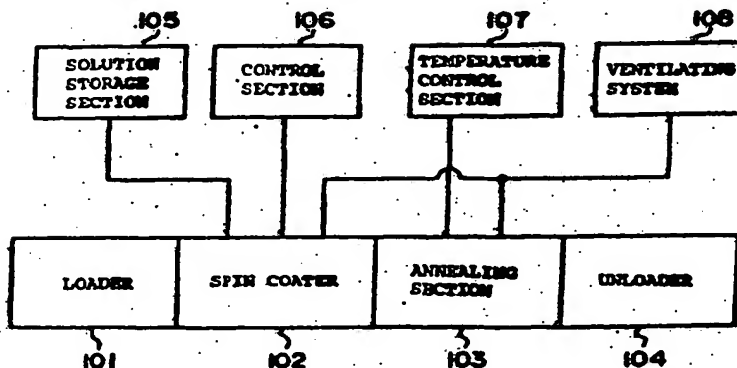 105
106
107
108
SOLUTION
STORAGE
SECTION
CONTROL
SECTION
TEMPERATURE
CONTROL
SECTION
VENTILATING
SYSTEM
LOADER
SPIN COATER
ANNEALING
SECTION
UNLOADER
101
102
103
104